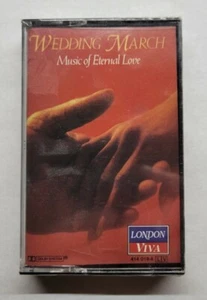 WEDDING MARCH
Music of Eternal Love
LONDON
VIVA